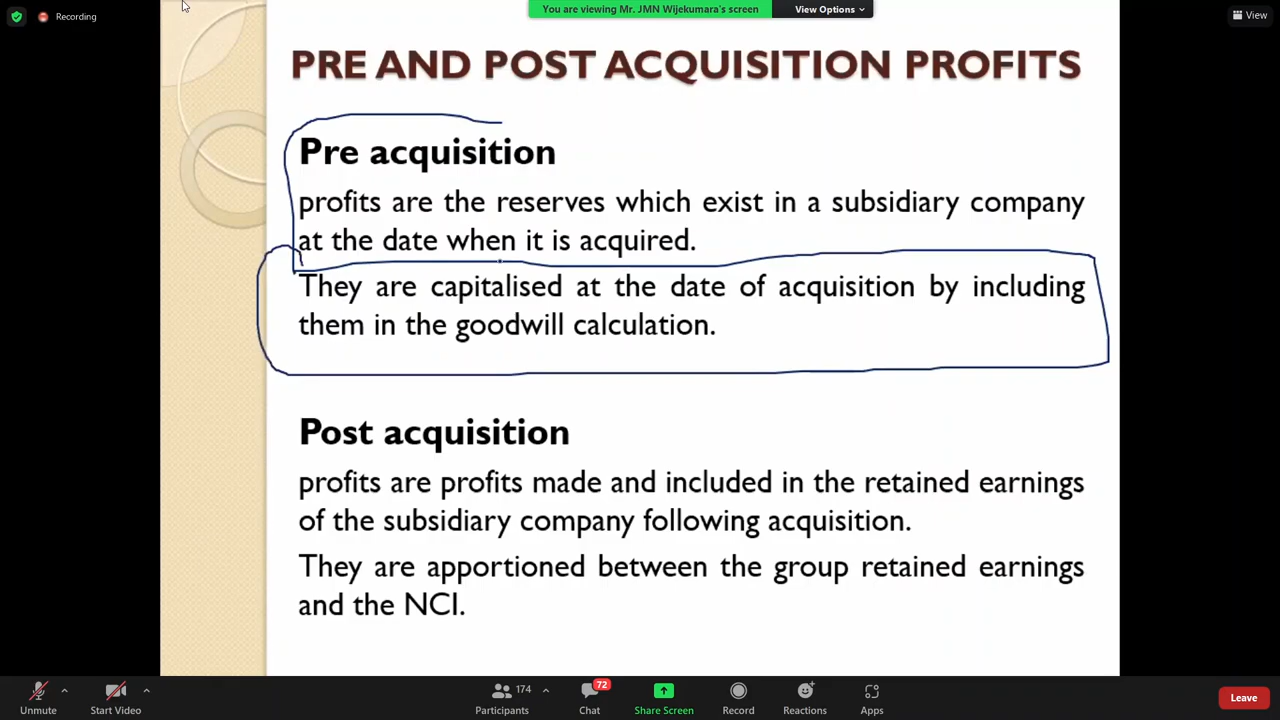 Recording
You are viewing Mr. JMN Wijekumara's screen
View Options
View
PRE AND POST ACQUISITION PROFITS
Pre acquisition
profits are the reserves which exist in a subsidiary company
at the date when it is acquired.
They are capitalised at the date of acquisition by including
them in the goodwill calculation.
Post acquisition
profits are profits made and included in the retained earnings
of the subsidiary company following acquisition.
They are apportioned between the group retained earnings
and the NCI.
Unmute
Start Video
174
Participants
72
Chat
Share Screen
Record
Reactions
Apps
Leave